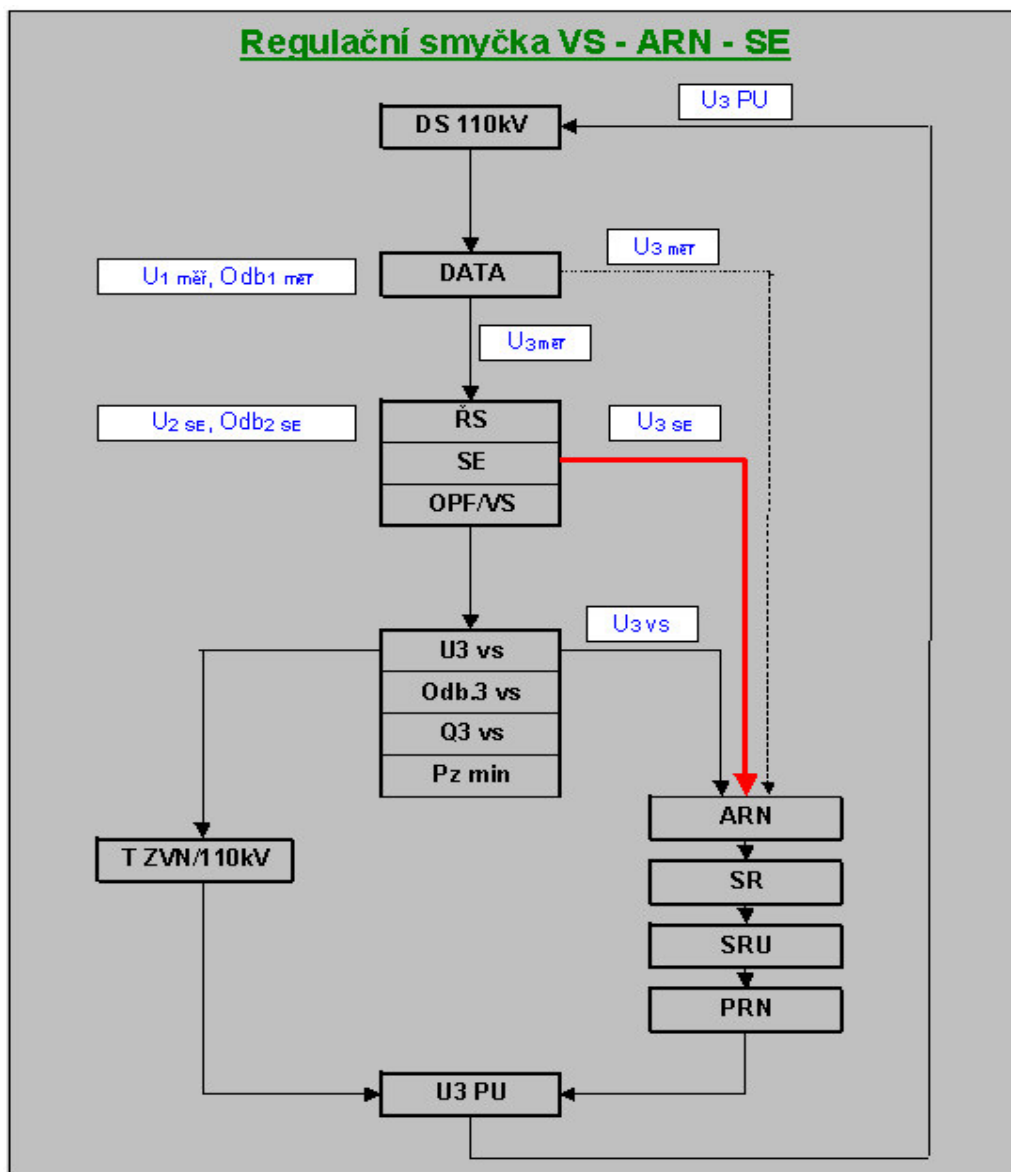 Regulační smyčka VS - ARN - SE
U3 PU
DS 110kV
U3 měř
U1 měř, Odb1 měř
DATA
U3měř
U2 SE, Odb2 SE
ŘS
U3 SE
SE
OPF/VS
U3 vs
U3 vs
Odb.3 vs
Q3 vs
Pz min
ARN
T ZVN/110kV
SR
SRU
PRN
U3 PU